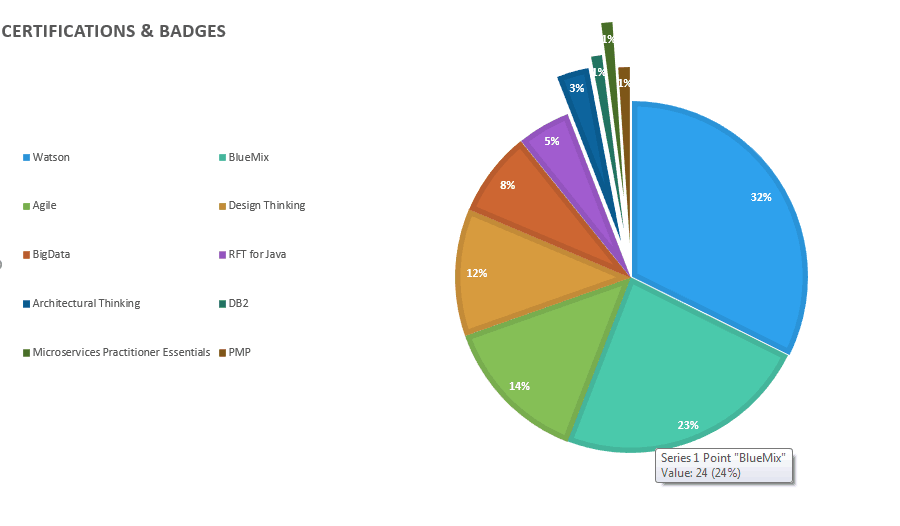 CERTIFICATIONS & BADGES
Watson
BlueMix
Agile
Design Thinking
BigData
RFT for Java
Architectural Thinking
DB2
Microservices Practitioner Essentials
PMP
1%
1%
1%
3%
5%
8%
12%
14%
23%
32%
Series 1 Point "BlueMix"
Value: 24 (24%)